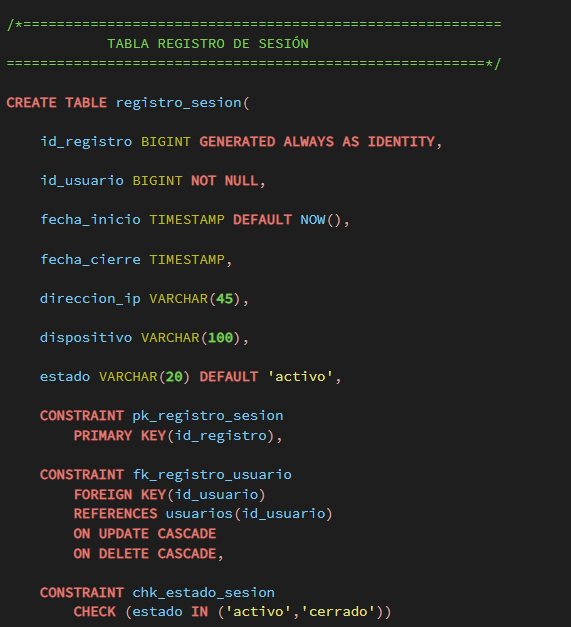 /*=========================================================
TABLA REGISTRO DE SESIÓN
=========================================================*/
CREATE TABLE registro_sesion(
id_registro BIGINT GENERATED ALWAYS AS IDENTITY,
id_usuario BIGINT NOT NULL,
fecha_inicio TIMESTAMP DEFAULT NOW(),
fecha_cierre TIMESTAMP,
direccion_ip VARCHAR(45),
dispositivo VARCHAR(100),
estado VARCHAR(20) DEFAULT 'activo',
CONSTRAINT pk_registro_sesion
PRIMARY KEY(id_registro),
CONSTRAINT fk_registro_usuario
FOREIGN KEY(id_usuario)
REFERENCES usuarios(id_usuario)
ON UPDATE CASCADE
ON DELETE CASCADE,
CONSTRAINT chk_estado_sesion
CHECK (estado IN ('activo','cerrado'))